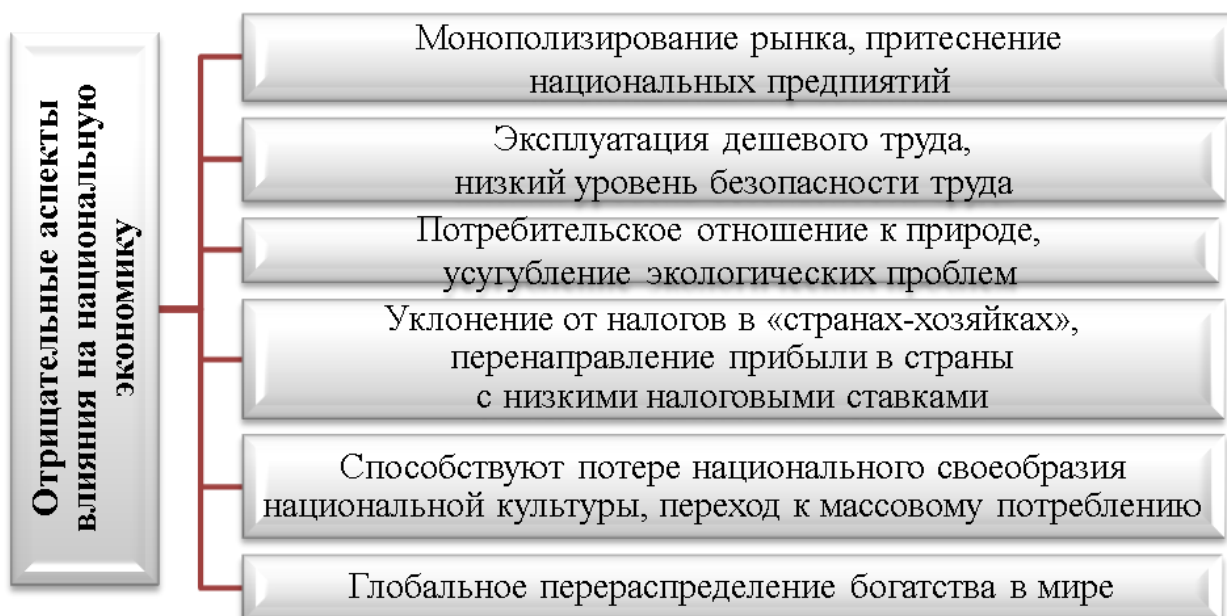 Отрицательные аспекты
влияния на национальную
экономику
Монополизирование рынка, притеснение
национальных предпиятий
Эксплуатация дешевого труда,
низкий уровень безопасности труда
Потребительское отношение к природе,
усугубление экологических проблем
Уклонение от налогов в «странах-хозяйках»,
перенаправление прибыли в страны
с низкими налоговыми ставками
Способствуют потере национального своеобразия
национальной культуры, переход к массовому потреблению
Глобальное перераспределение богатства в мире